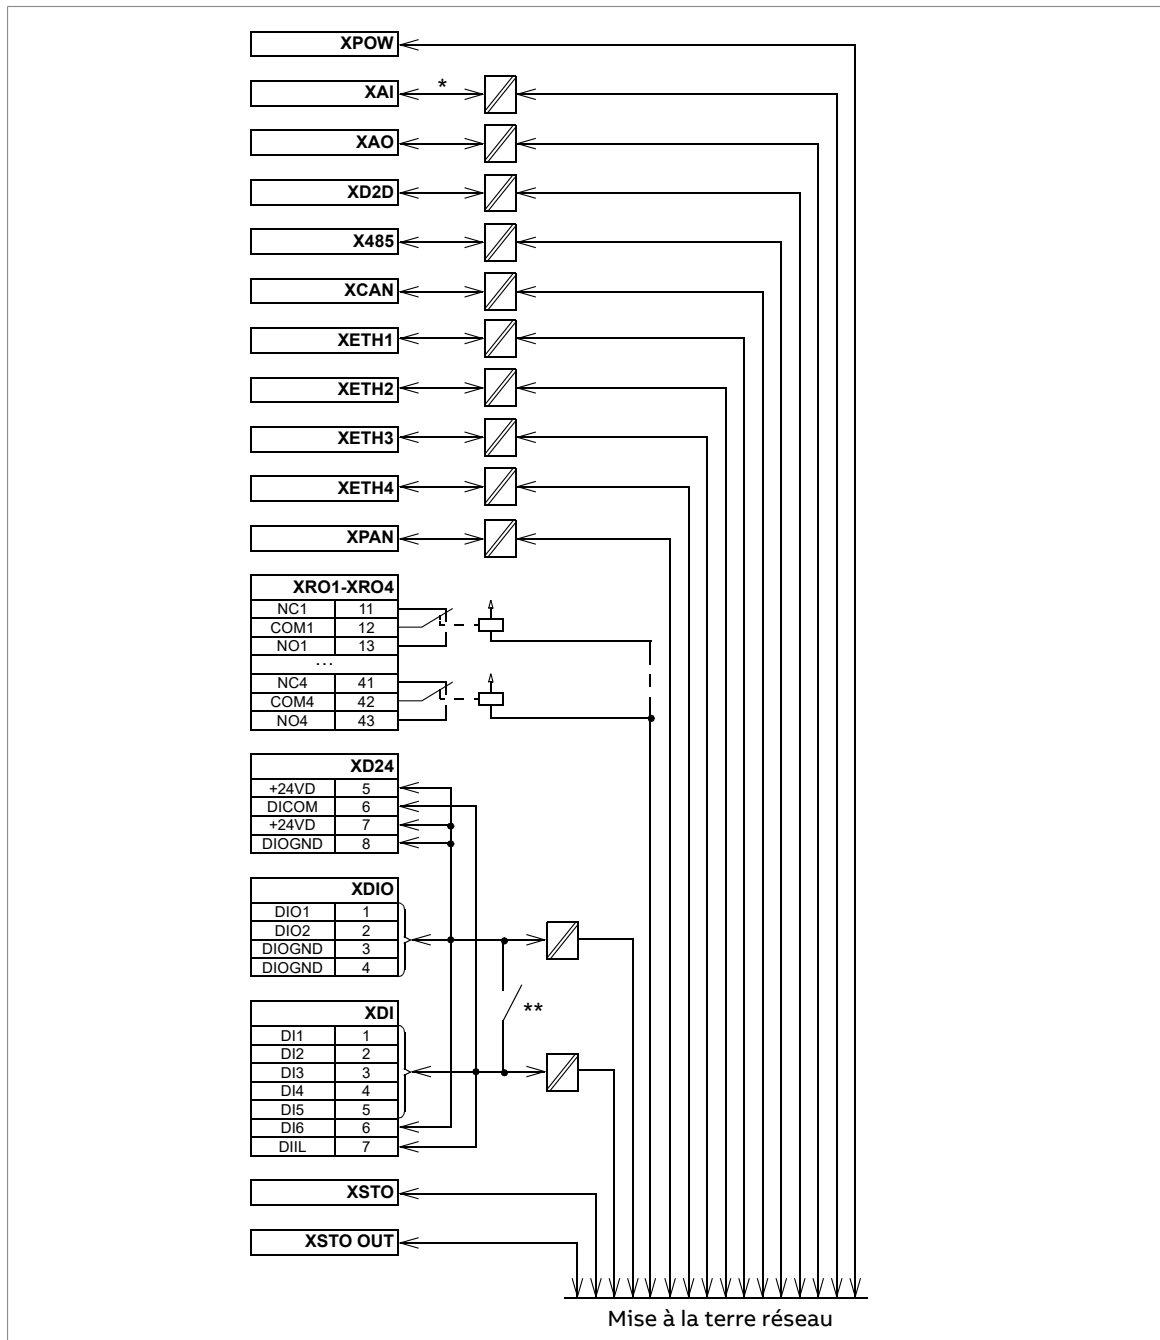 XPOW
XAI
*
XAO
XD2D
X485
XCAN
XETH1
XETH2
XETH3
XETH4
XPAN
XRO1-XRO4
NC1 11
COM1 12
NO1 13
...
NC4 41
COM4 42
NO4 43
XD24
+24VD 5
DICOM 6
+24VD 7
DIOGND 8
XDIO
DIO1 1
DIO2 2
DIOGND 3
DIOGND 4
**
XDI
DI1 1
DI2 2
DI3 3
DI4 4
DI5 5
DI6 6
DIIL 7
XSTO
XSTO OUT
Mise à la terre réseau